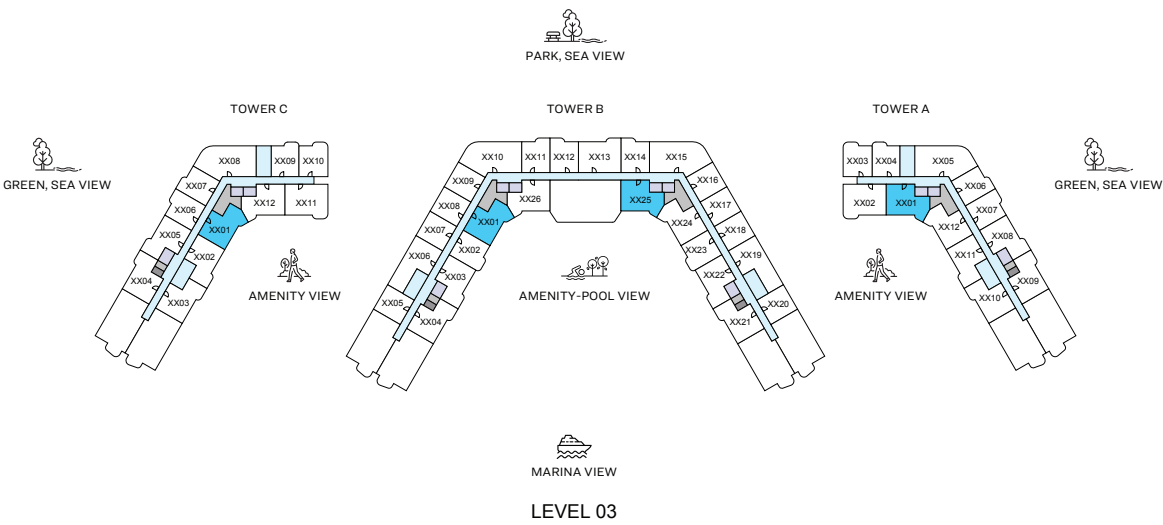 PARK, SEA VIEW
TOWER C
TOWER B
TOWER A
GREEN, SEA VIEW
GREEN, SEA VIEW
XX08
XX09
XX10
XX07
XX06
XX05
XX04
XX03
XX02
XX01
XX12
XX11
XX10
XX11
XX12
XX13
XX14
XX15
XX09
XX08
XX07
XX06
XX05
XX04
XX03
XX02
XX01
XX26
XX25
XX16
XX17
XX18
XX19
XX20
XX21
XX22
XX23
XX24
XX03
XX04
XX05
XX02
XX01
XX06
XX07
XX08
XX09
XX10
XX11
XX12
AMENITY VIEW
AMENITY-POOL VIEW
AMENITY VIEW
MARINA VIEW
LEVEL 03